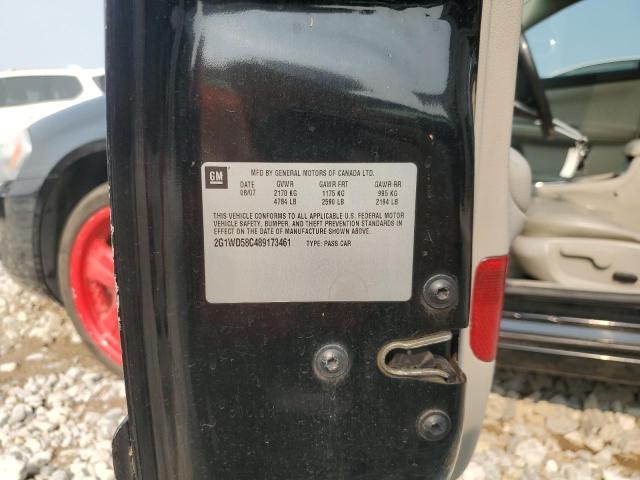 GM
MFD BY GENERAL MOTORS OF CANADA LTD.
DATE GVWR GAWR FRT GAWR RR
08/07 2170 KG 1175 KG 995 KG
4784 LB 2590 LB 2194 LB
THIS VEHICLE CONFORMS TO ALL APPLICABLE U.S. FEDERAL MOTOR
VEHICLE SAFETY, BUMPER, AND THEFT PREVENTION STANDARDS
IN EFFECT ON THE DATE OF MANUFACTURE SHOWN ABOVE.
2G1WD58C489173461 TYPE: PASS CAR